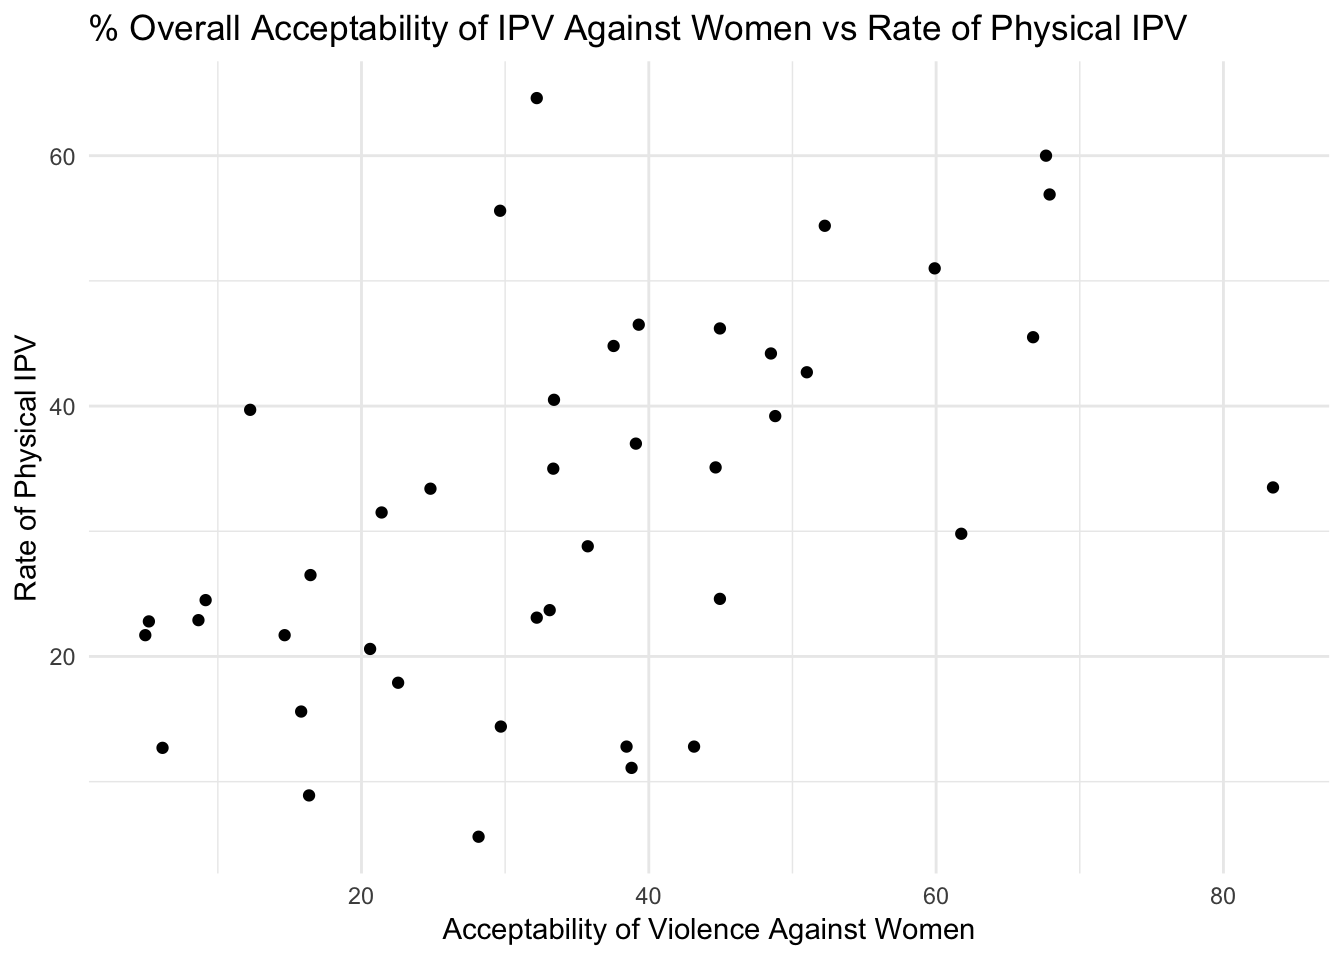 % Overall Acceptability of IPV Against Women vs Rate of Physical IPV
60
40
20
Rate of Physical IPV
20 40 60 80
Acceptability of Violence Against Women